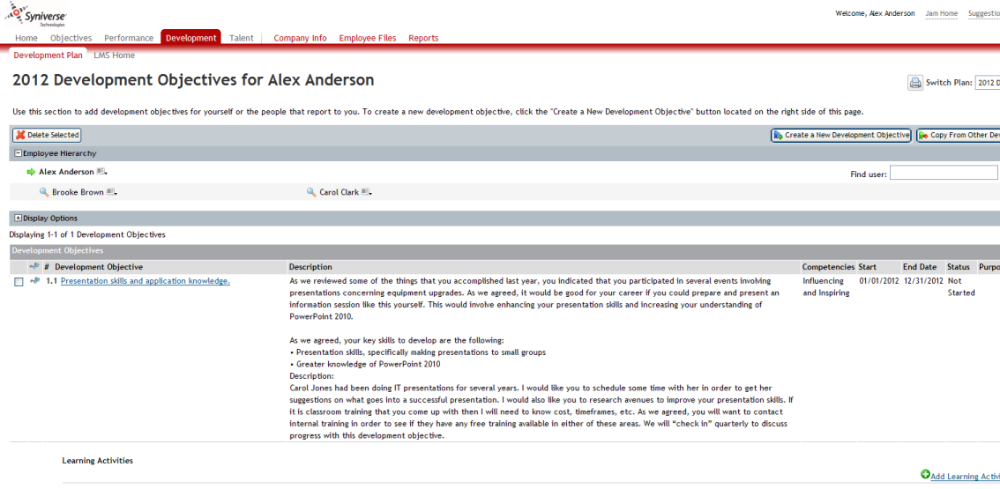 Syniverse
Technologies
Welcome, Alex Anderson Jam Home Suggestio
Home Objectives Performance Development Talent Company Info Employee Files Reports
Development Plan LMS Home
2012 Development Objectives for Alex Anderson
Switch Plan: 2012 D
Use this section to add development objectives for yourself or the people that report to you. To create a new development objective, click the "Create a New Development Objective" button located on the right side of this page.
Delete Selected
Create a New Development Objective Copy From Other Dev
Employee Hierarchy
Alex Anderson
Find user:
Brooke Brown Carol Clark
Display Options
Displaying 1-1 of 1 Development Objectives
Development Objectives
# Development Objective Description Competencies Start End Date Status Purpo
1.1 Presentation skills and application knowledge. As we reviewed some of the things that you accomplished last year, you indicated that you participated in several events involving Influencing 01/01/2012 12/31/2012 Not
presentations concerning equipment upgrades. As we agreed, it would be good for your career if you could prepare and present an and Inspiring Started
information session like this yourself. This would involve enhancing your presentation skills and increasing your understanding of
PowerPoint 2010.
As we agreed, your key skills to develop are the following:
• Presentation skills, specifically making presentations to small groups
• Greater knowledge of PowerPoint 2010
Description:
Carol Jones had been doing IT presentations for several years. I would like you to schedule some time with her in order to get her
suggestions on what goes into a successful presentation. I would also like you to research avenues to improve your presentation skills. If
it is classroom training that you come up with then I will need to know cost, timeframes, etc. As we agreed, you will want to contact
internal training in order to see if they have any free training available in either of these areas. We will “check in” quarterly to discuss
progress with this development objective.
Learning Activities
Add Learning Activi